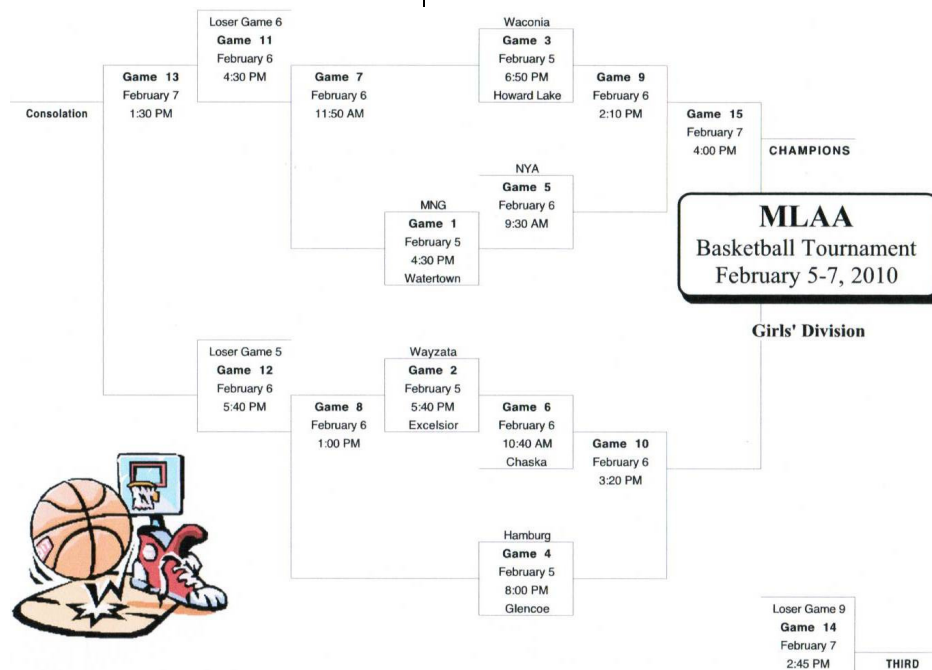 Loser Game 6
Game 11
February 6
4:30 PM
Game 13
February 7
1:30 PM
Consolation
Game 7
February 6
11:50 AM
Waconia
Game 3
February 5
6:50 PM
Howard Lake
Game 9
February 6
2:10 PM
Game 15
February 7
4:00 PM
CHAMPIONS
NYA
Game 5
February 6
9:30 AM
MNG
Game 1
February 5
4:30 PM
Watertown
MLAA
Basketball Tournament
February 5-7, 2010
Girls' Division
Loser Game 5
Game 12
February 6
5:40 PM
Game 8
February 6
1:00 PM
Wayzata
Game 2
February 5
5:40 PM
Excelsior
Game 6
February 6
10:40 AM
Chaska
Game 10
February 6
3:20 PM
Hamburg
Game 4
February 5
8:00 PM
Glencoe
Loser Game 9
Game 14
February 7
2:45 PM
THIRD